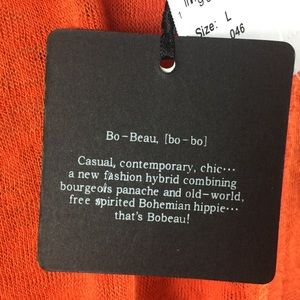 Size: L
046
Bo-Beau, [bo-bo]
Casual, contemporary, chic...
a new fashion hybrid combining
bourgeois panache and old-world,
free spirited Bohemian hippie...
that's Bobeau!